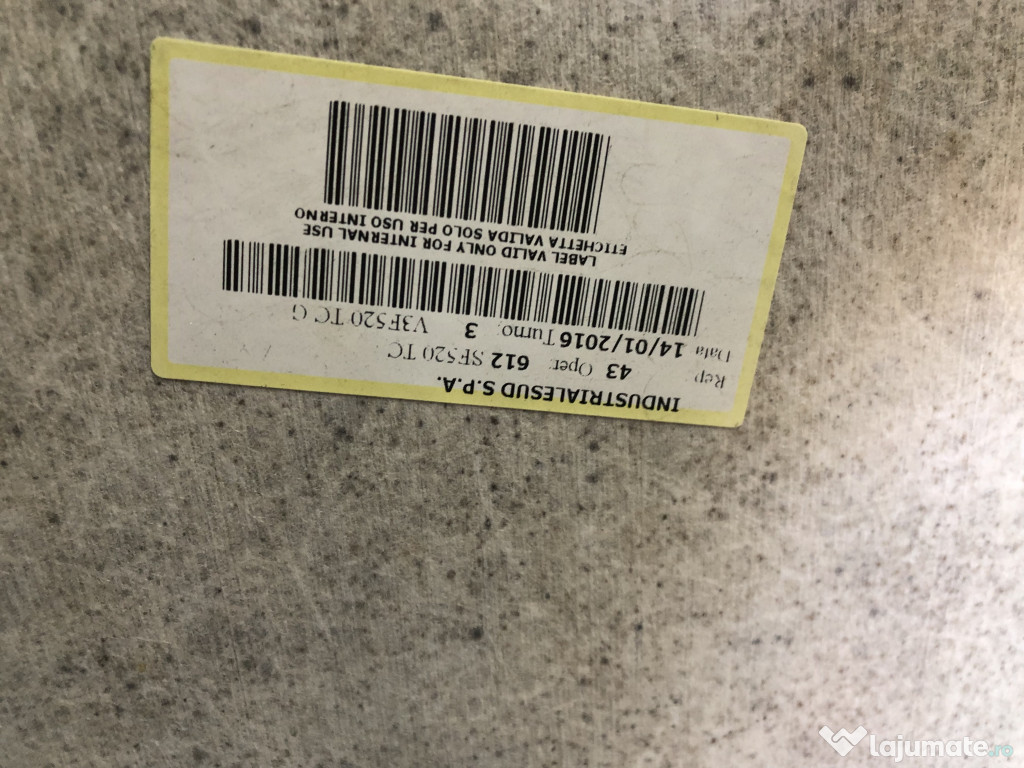 INDUSTRIALESUD S.P.A.
Rep 43 Oper: 612 SF520 TC
Data 14/01/2016 Turno: 3 V3F520 TC G
LABEL VALID ONLY FOR INTERNAL USE
ETICHETTA VALIDA SOLO PER USO INTERNO
lajumate.ro